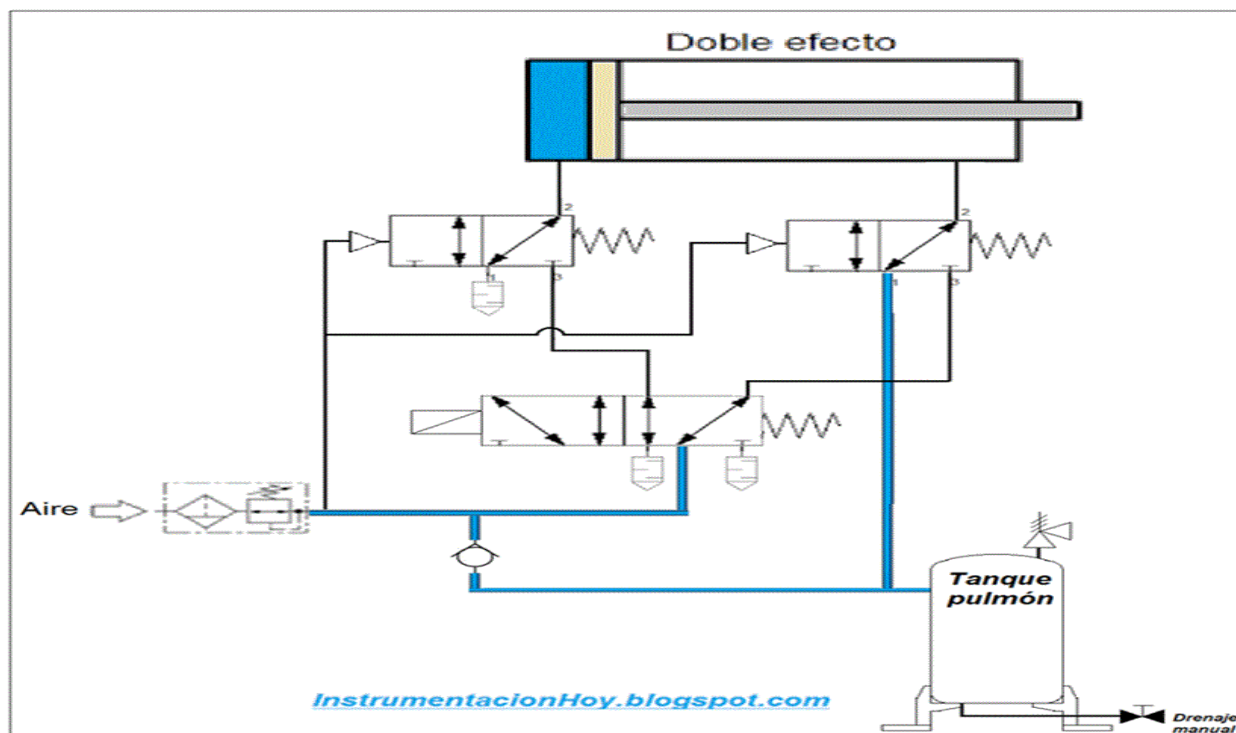 Doble efecto
2
2
1
3
1
3
Aire
Tanque
pulmón
InstrumentacionHoy.blogspot.com
Drenaje
manual